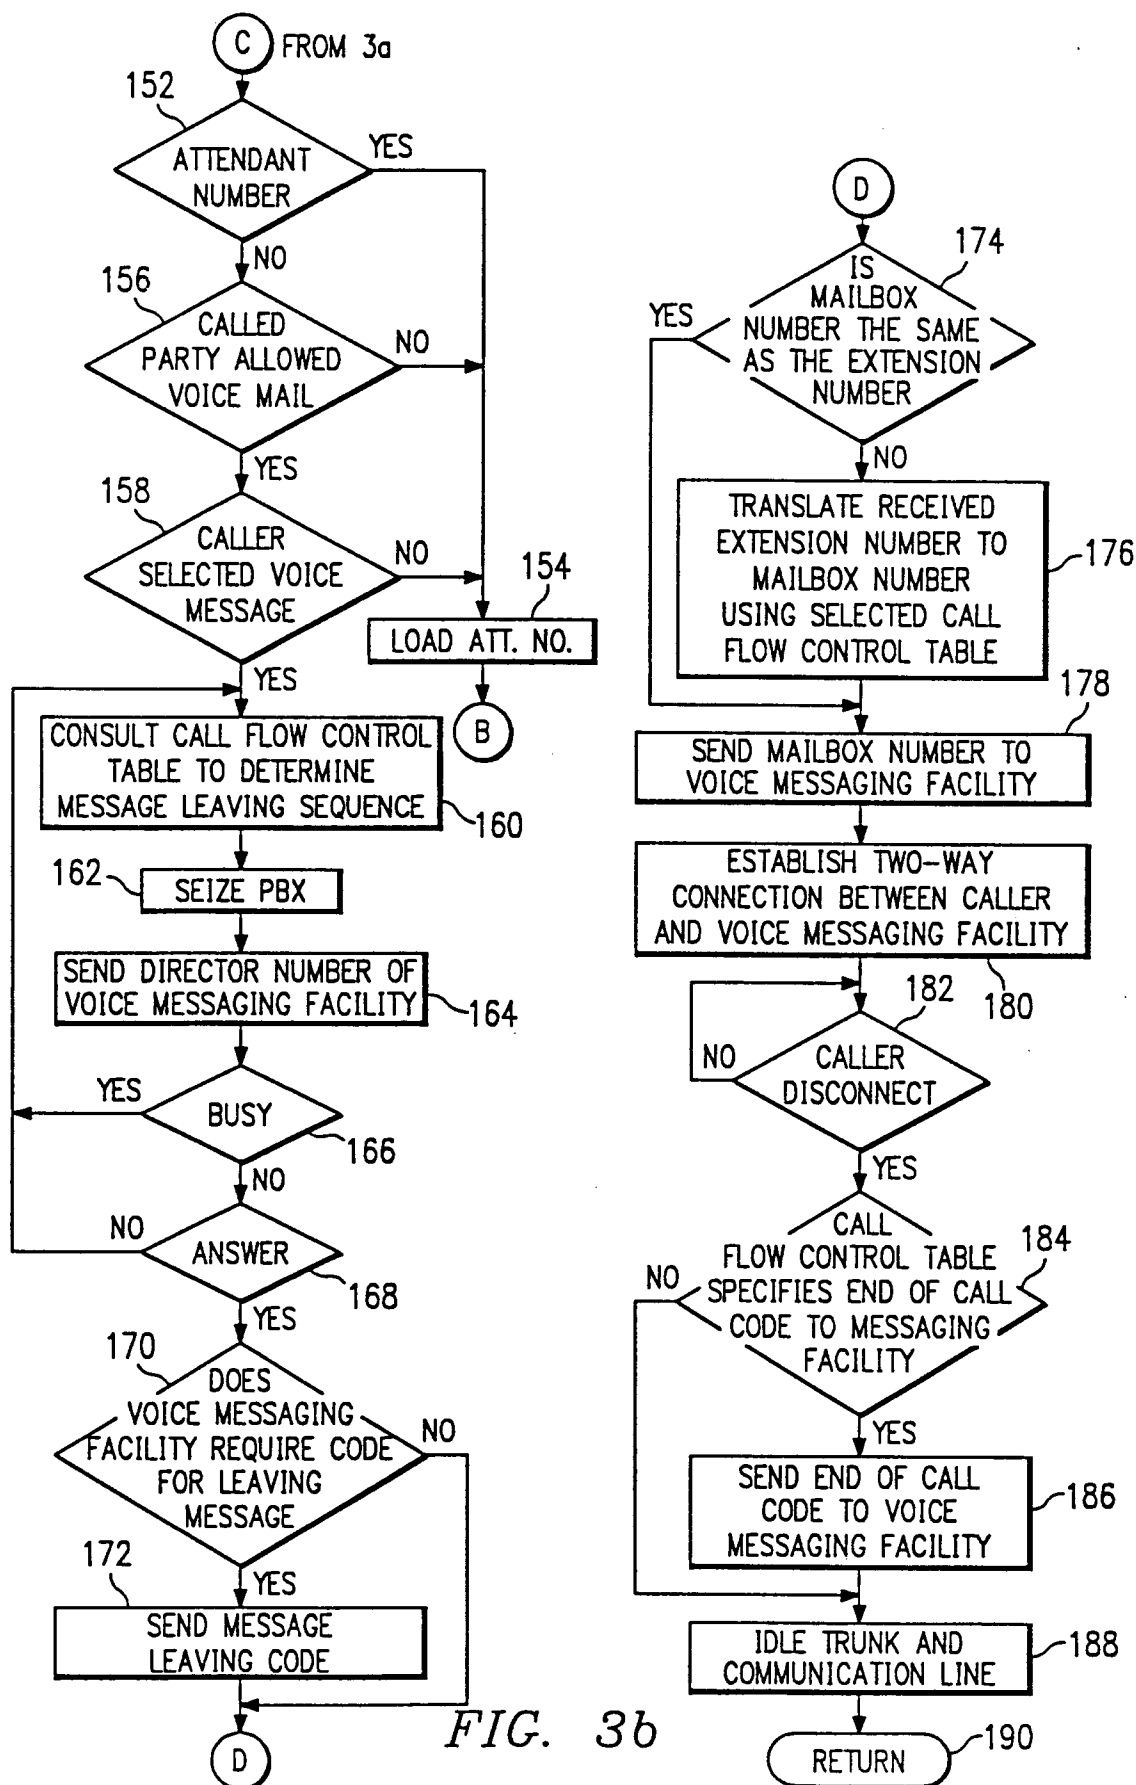 C FROM 3a
152
ATTENDANT
NUMBER
YES
NO
156
CALLED
PARTY ALLOWED
VOICE MAIL
NO
YES
158
CALLER
SELECTED VOICE
MESSAGE
NO
YES
154
LOAD ATT. NO.
B
CONSULT CALL FLOW CONTROL
TABLE TO DETERMINE
MESSAGE LEAVING SEQUENCE
160
162
SEIZE PBX
SEND DIRECTOR NUMBER OF
VOICE MESSAGING FACILITY
164
YES
BUSY
166
NO
NO
ANSWER
168
YES
170
DOES
VOICE MESSAGING
FACILITY REQUIRE CODE
FOR LEAVING
MESSAGE
NO
YES
172
SEND MESSAGE
LEAVING CODE
D
D
174
IS
MAILBOX
NUMBER THE SAME
AS THE EXTENSION
NUMBER
YES
NO
TRANSLATE RECEIVED
EXTENSION NUMBER TO
MAILBOX NUMBER
USING SELECTED CALL
FLOW CONTROL TABLE
176
178
SEND MAILBOX NUMBER TO
VOICE MESSAGING FACILITY
ESTABLISH TWO-WAY
CONNECTION BETWEEN CALLER
AND VOICE MESSAGING FACILITY
180
182
NO
CALLER
DISCONNECT
YES
CALL
FLOW CONTROL TABLE
SPECIFIES END OF CALL
CODE TO MESSAGING
FACILITY
184
NO
YES
SEND END OF CALL
CODE TO VOICE
MESSAGING FACILITY
186
IDLE TRUNK AND
COMMUNICATION LINE
188
RETURN
190
FIG. 3b